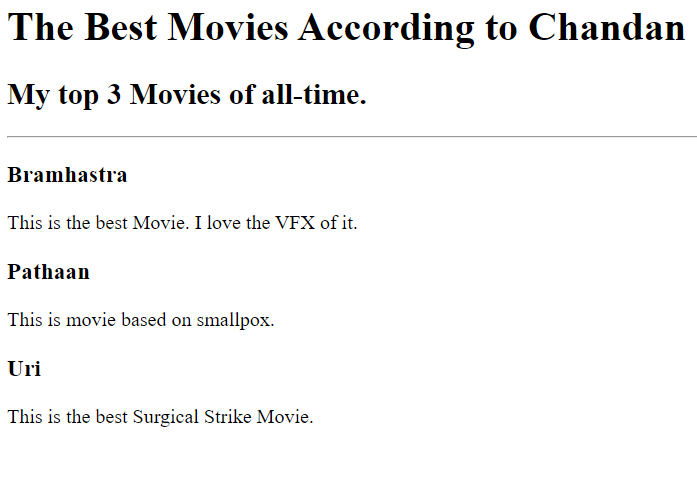 The Best Movies According to Chandan
My top 3 Movies of all-time.
Bramhastra
This is the best Movie. I love the VFX of it.
Pathaan
This is movie based on smallpox.
Uri
This is the best Surgical Strike Movie.